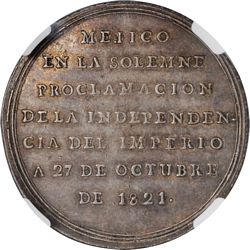 MEJICO
EN LA SOLEMNE
PROCLAMACION
DE LA INDEPENDEN-
CIA DEL IMPERIO
A 27 DE OCTUBRE
DE 1821.